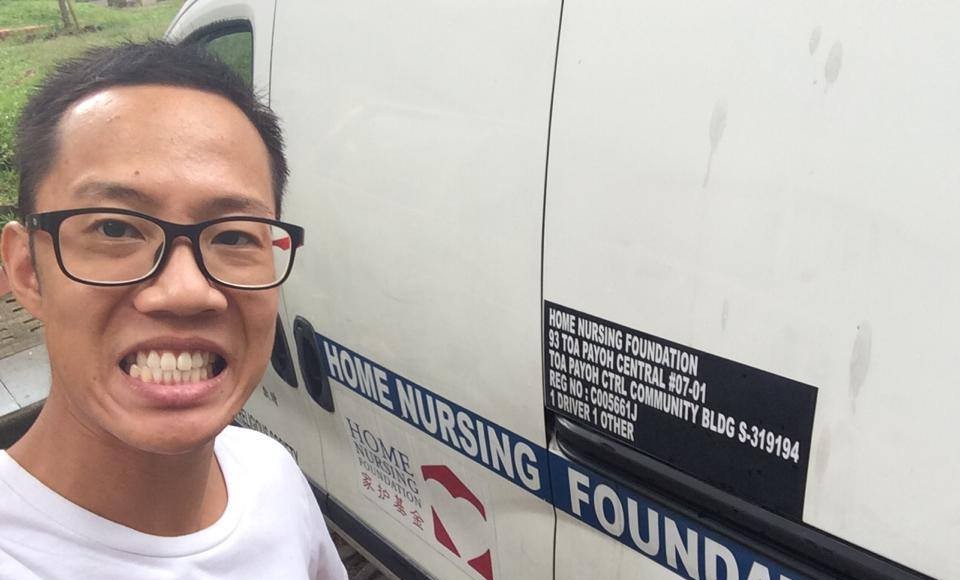 HOME NURSING FOUNDATION
93 TOA PAYOH CENTRAL #07-01
TOA PAYOH CTRL COMMUNITY BLDG S-319194
REG NO : C005661J
1 DRIVER 1 OTHER
HOME NURSING FOUNDA
HOME
NURSING
FOUNDATION
家护基金